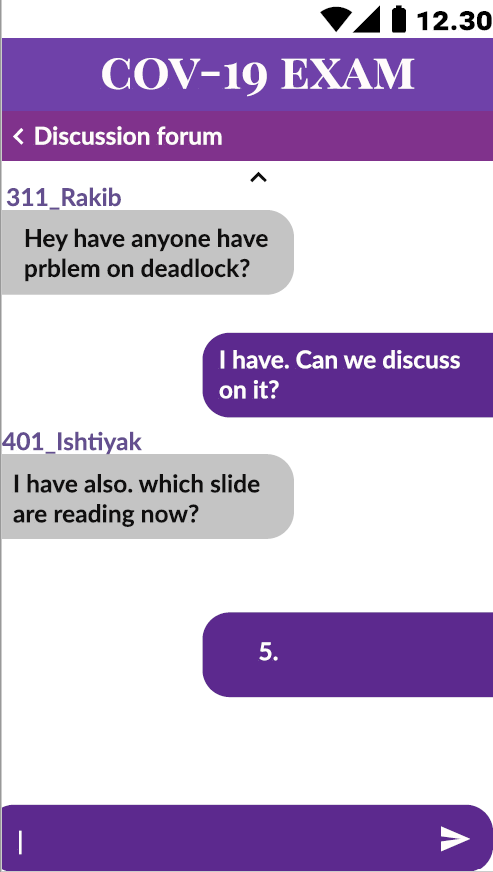 12.30
COV-19 EXAM
< Discussion forum
311_Rakib
Hey have anyone have
prblem on deadlock?
I have. Can we discuss
on it?
401_Ishtiyak
I have also. which slide
are reading now?
5.